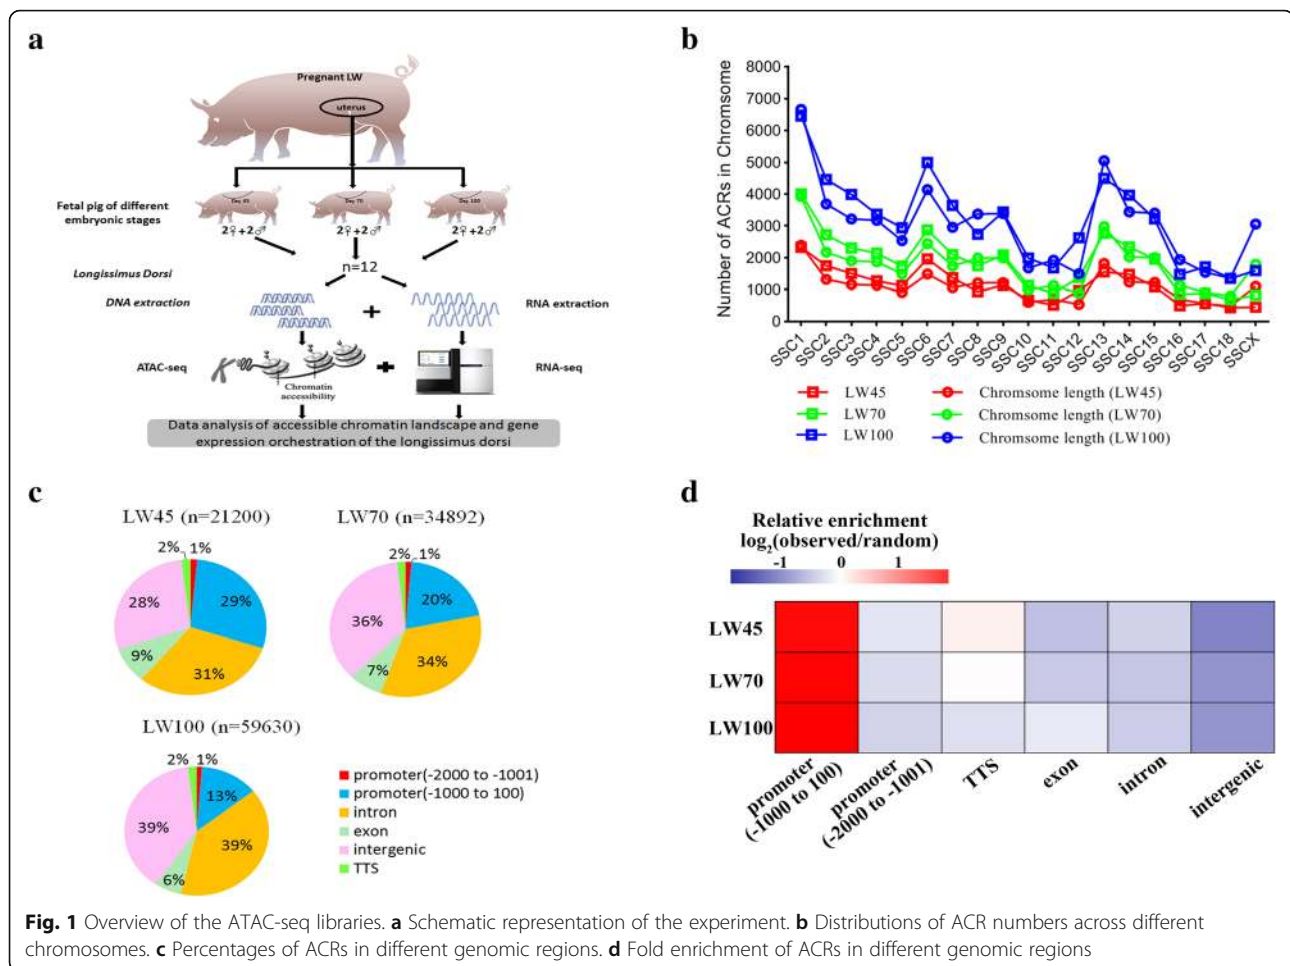 a
Pregnant LW
uterus
Fetal pig of different
embryonic stages
Day 45
Day 70
Day 100
2♀+2♂
2♀+2♂
2♀+2♂
n=12
Longissimus Dorsi
DNA extraction
+
RNA extraction
ATAC-seq
+
RNA-seq
Chromatin
accessibility
Data analysis of accessible chromatin landscape and gene
expression orchestration of the longissimus dorsi
b
Number of ACRs in Chromsome
8000
7000
6000
5000
4000
3000
2000
1000
0
SSC1
SSC2
SSC3
SSC4
SSC5
SSC6
SSC7
SSC8
SSC9
SSC10
SSC11
SSC12
SSC13
SSC14
SSC15
SSC16
SSC17
SSC18
SSCX
LW45
LW70
LW100
Chromsome length (LW45)
Chromsome length (LW70)
Chromsome length (LW100)
c
LW45 (n=21200)
2%
1%
29%
31%
9%
28%
LW70 (n=34892)
2%
1%
20%
34%
7%
36%
LW100 (n=59630)
2%
1%
13%
39%
6%
39%
promoter(-2000 to -1001)
promoter(-1000 to 100)
intron
exon
intergenic
TTS
d
Relative enrichment
log2(observed/random)
-1 0 1
LW45
LW70
LW100
promoter
(-1000 to 100)
promoter
(-2000 to -1001)
TTS
exon
intron
intergenic
Fig. 1 Overview of the ATAC-seq libraries. a Schematic representation of the experiment. b Distributions of ACR numbers across different
chromosomes. c Percentages of ACRs in different genomic regions. d Fold enrichment of ACRs in different genomic regions